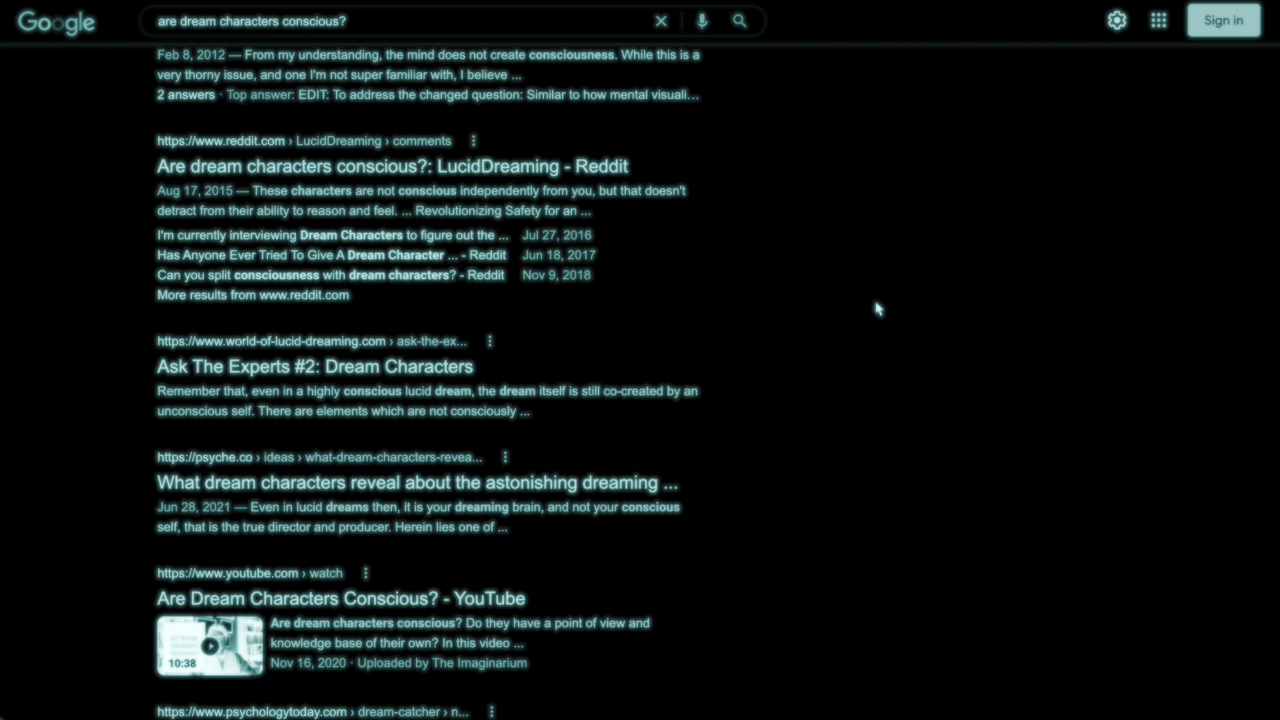 Google
are dream characters conscious?
Sign in
Feb 8, 2012 — From my understanding, the mind does not create consciousness. While this is a
very thorny issue, and one I'm not super familiar with, I believe ...
2 answers · Top answer: EDIT: To address the changed question: Similar to how mental visuali...
https://www.reddit.com › LucidDreaming › comments
Are dream characters conscious?: LucidDreaming - Reddit
Aug 17, 2015 — These characters are not conscious independently from you, but that doesn't
detract from their ability to reason and feel. ... Revolutionizing Safety for an ...
I'm currently interviewing Dream Characters to figure out the ... Jul 27, 2016
Has Anyone Ever Tried To Give A Dream Character ... - Reddit Jun 18, 2017
Can you split consciousness with dream characters? - Reddit Nov 9, 2018
More results from www.reddit.com
https://www.world-of-lucid-dreaming.com › ask-the-ex...
Ask The Experts #2: Dream Characters
Remember that, even in a highly conscious lucid dream, the dream itself is still co-created by an
unconscious self. There are elements which are not consciously ...
https://psyche.co › ideas › what-dream-characters-revea...
What dream characters reveal about the astonishing dreaming ...
Jun 28, 2021 — Even in lucid dreams then, it is your dreaming brain, and not your conscious
self, that is the true director and producer. Herein lies one of ...
https://www.youtube.com › watch
Are Dream Characters Conscious? - YouTube
10:38
Are dream characters conscious? Do they have a point of view and
knowledge base of their own? In this video ...
Nov 16, 2020 · Uploaded by The Imaginarium
https://www.psychologytoday.com › dream-catcher › n...